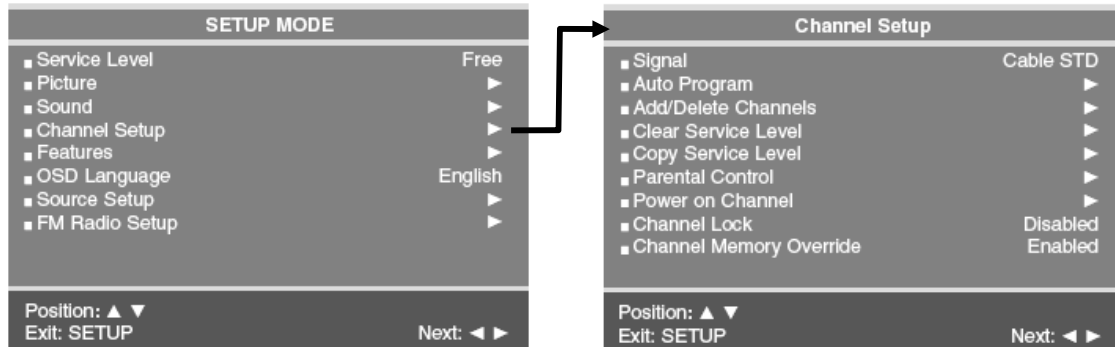 SETUP MODE
Service Level Free
Picture ►
Sound ►
Channel Setup ►
Features ►
OSD Language English
Source Setup ►
FM Radio Setup ►
Position: ▲ ▼
Exit: SETUP Next: ◄ ►
Channel Setup
Signal Cable STD
Auto Program ►
Add/Delete Channels ►
Clear Service Level ►
Copy Service Level ►
Parental Control ►
Power on Channel ►
Channel Lock Disabled
Channel Memory Override Enabled
Position: ▲ ▼
Exit: SETUP Next: ◄ ►